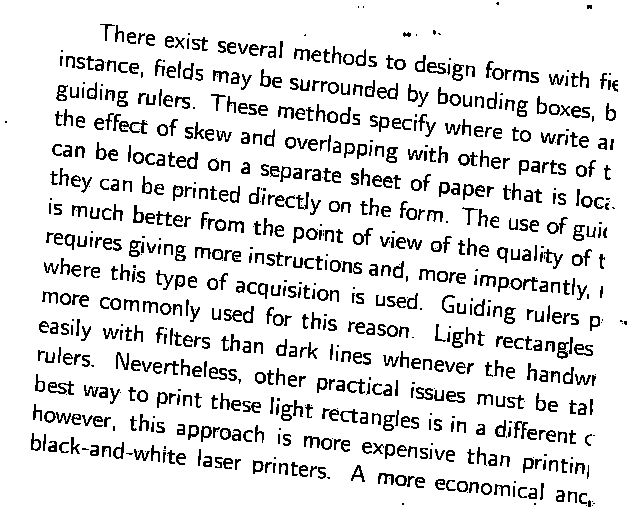 There exist several methods to design forms with fie
instance, fields may be surrounded by bounding boxes, b
guiding rulers. These methods specify where to write a
the effect of skew and overlapping with other parts of t
can be located on a separate sheet of paper that is loca
they can be printed directly on the form. The use of guid
is much better from the point of view of the quality of t
requires giving more instructions and, more importantly,
where this type of acquisition is used. Guiding rulers p
more commonly used for this reason. Light rectangles
easily with filters than dark lines whenever the handwr
rulers. Nevertheless, other practical issues must be tak
best way to print these light rectangles is in a different c
however, this approach is more expensive than printin
black-and-white laser printers. A more economical and